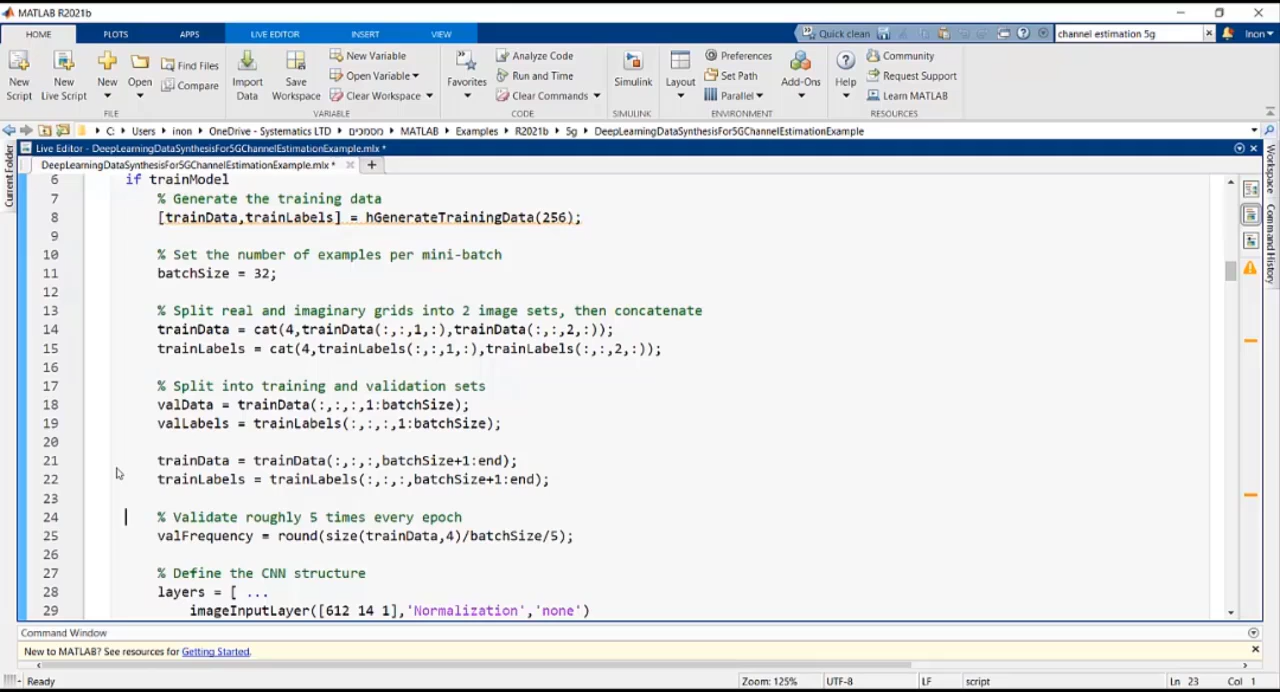 MATLAB R2021b
HOME PLOTS APPS LIVE EDITOR INSERT VIEW Quick clean channel estimation 5g Inon
New Script
New Live Script
New
Open
Find Files
Compare
FILE
Import Data
Save Workspace
New Variable
Open Variable
Clear Workspace
VARIABLE
Favorites
Analyze Code
Run and Time
Clear Commands
CODE
Simulink
SIMULINK
Layout
Preferences
Set Path
Parallel
Add-Ons
ENVIRONMENT
Help
Community
Request Support
Learn MATLAB
RESOURCES
C: Users inon OneDrive - Systematics LTD מסמכים MATLAB Examples R2021b 5g DeepLearningDataSynthesisFor5GChannelEstimationExample
Current Folder
Live Editor - DeepLearningDataSynthesisFor5GChannelEstimationExample.mlx *
DeepLearningDataSynthesisFor5GChannelEstimationExample.mlx * × +
6 if trainModel
7 % Generate the training data
8 [trainData,trainLabels] = hGenerateTrainingData(256);
9
10 % Set the number of examples per mini-batch
11 batchSize = 32;
12
13 % Split real and imaginary grids into 2 image sets, then concatenate
14 trainData = cat(4,trainData(:,:,1,:),trainData(:,:,2,:));
15 trainLabels = cat(4,trainLabels(:,:,1,:),trainLabels(:,:,2,:));
16
17 % Split into training and validation sets
18 valData = trainData(:,:,:,1:batchSize);
19 valLabels = trainLabels(:,:,:,1:batchSize);
20
21 trainData = trainData(:,:,:,batchSize+1:end);
22 trainLabels = trainLabels(:,:,:,batchSize+1:end);
23
24 % Validate roughly 5 times every epoch
25 valFrequency = round(size(trainData,4)/batchSize/5);
26
27 % Define the CNN structure
28 layers = [ ...
29 imageInputLayer([612 14 1],'Normalization','none')
Workspace
Command History
Command Window
New to MATLAB? See resources for Getting Started.
Ready Zoom: 125% UTF-8 LF script Ln 23 Col 1